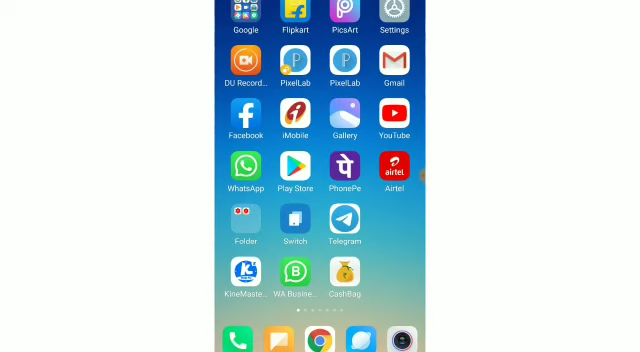 Google Flipkart PicsArt Settings
DU Record... PixelLab PixelLab Gmail
Facebook iMobile Gallery YouTube
पे airtel
WhatsApp Play Store PhonePe Airtel
Folder Switch Telegram
B
KineMaste... WA Busine... CashBag